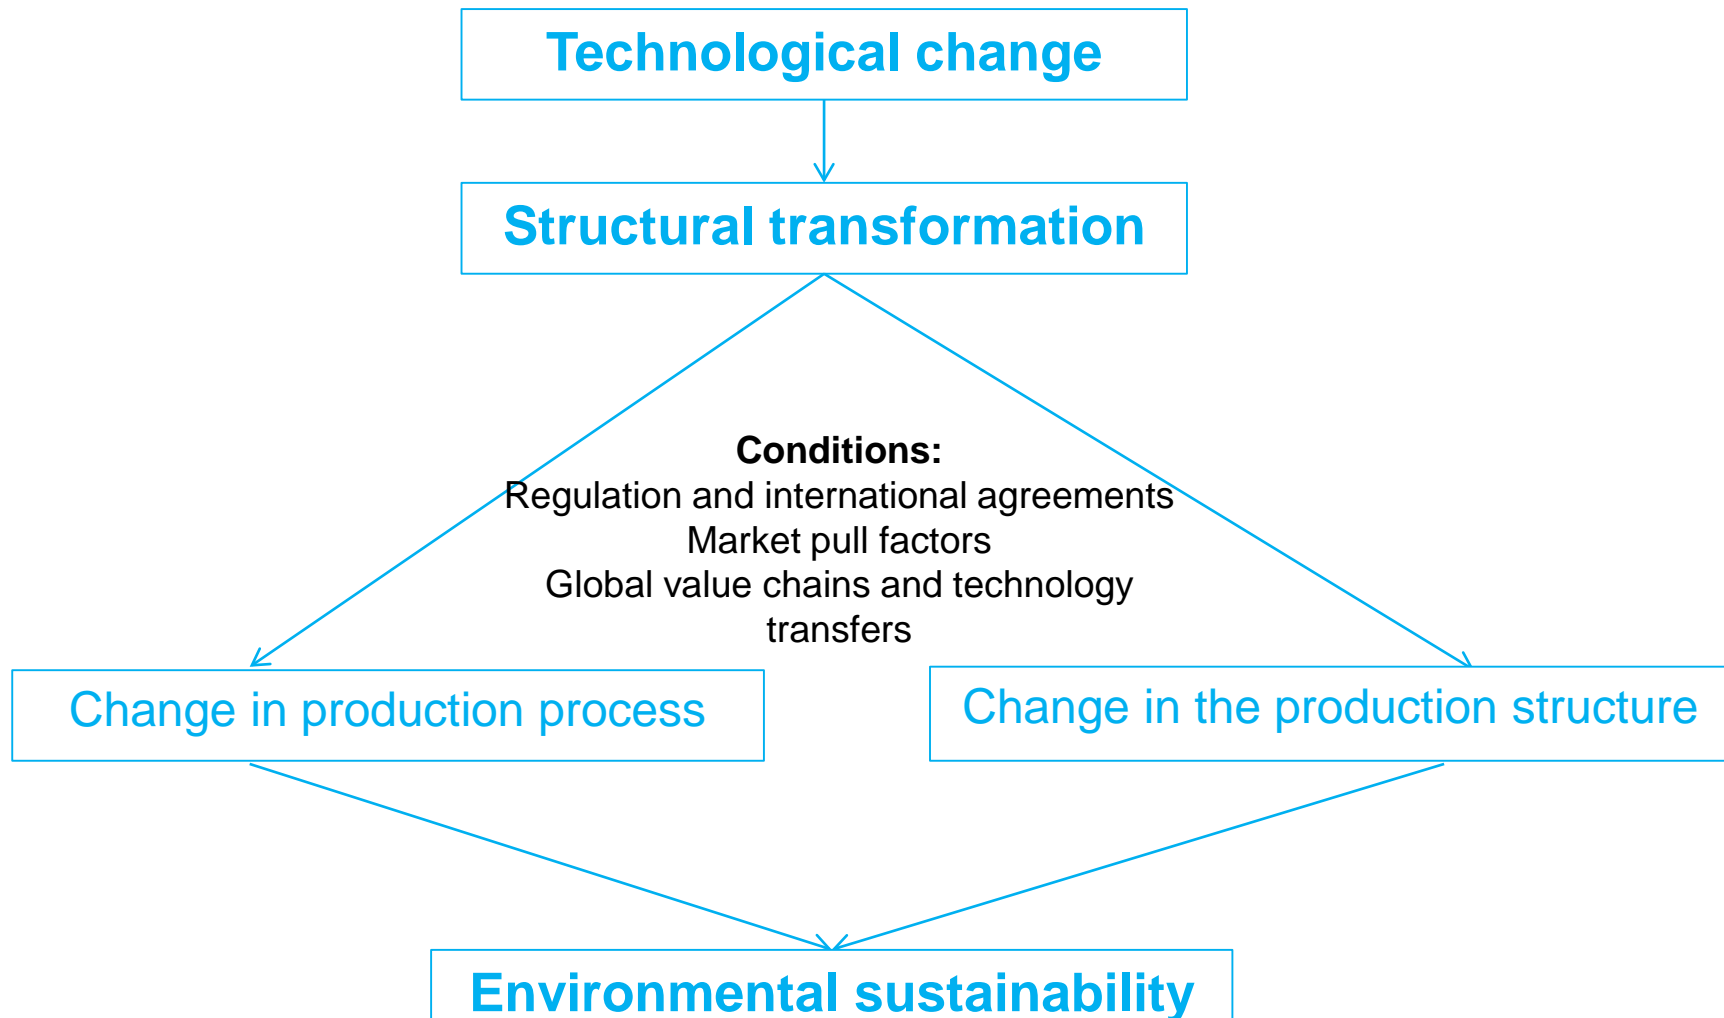 Technological change
Structural transformation
Conditions:
Regulation and international agreements
Market pull factors
Global value chains and technology
transfers
Change in production process
Change in the production structure
Environmental sustainability